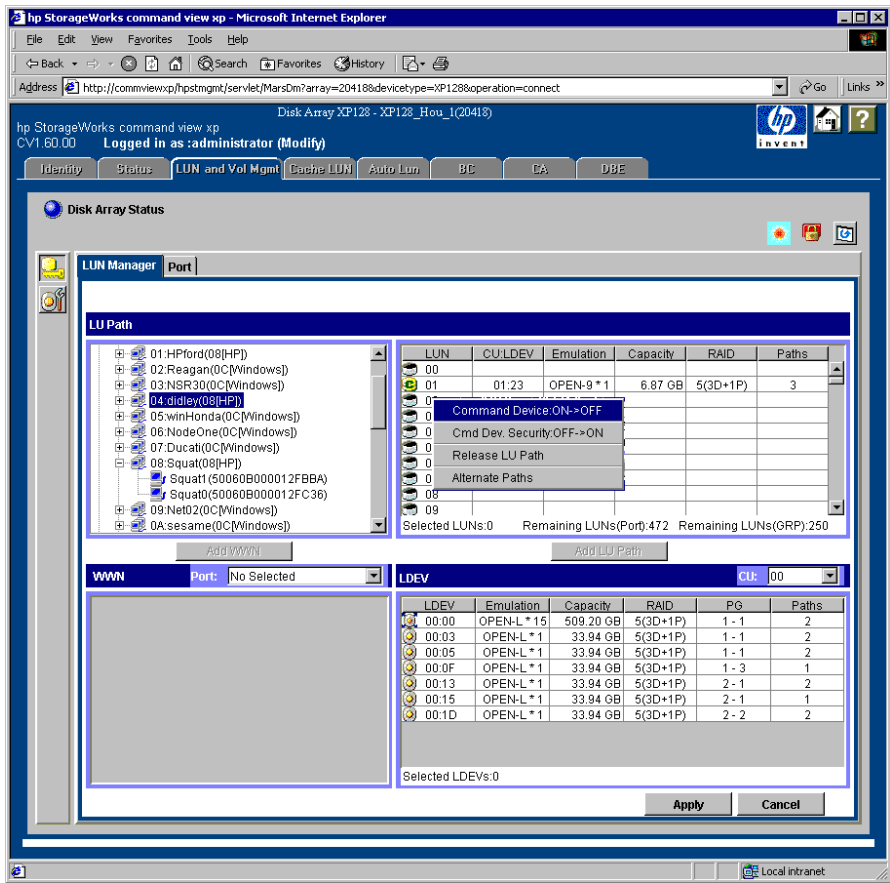 hp StorageWorks command view xp - Microsoft Internet Explorer
File Edit View Favorites Tools Help
Back Search Favorites History
Address http://commviewxp/hpstmgmt/servlet/MarsDm?array=20418&devicetype=XP128&operation=connect Go Links »
Disk Array XP128 - XP128_Hou_1(20418)
hp StorageWorks command view xp
CV1.60.00 Logged in as :administrator (Modify)
hp
invent
?
Identity Status LUN and Vol Mgmt Cache LUN Auto Lun BC CA DBE
Disk Array Status
LUN Manager Port
LU Path
01:HPford(08[HP])
02:Reagan(0C[Windows])
03:NSR30(0C[Windows])
04:didley(08[HP])
05:winHonda(0C[Windows])
06:NodeOne(0C[Windows])
07:Ducati(0C[Windows])
08:Squat(08[HP])
Squat1(50060B000012FBBA)
Squat0(50060B000012FC36)
09:Net02(0C[Windows])
0A:sesame(0C[Windows])
LUN CU:LDEV Emulation Capacity RAID Paths
00
01 01:23 OPEN-9 * 1 6.87 GB 5(3D+1P) 3
Command Device:ON->OFF
Cmd Dev. Security:OFF->ON
Release LU Path
Alternate Paths
08
09
Selected LUNs:0 Remaining LUNs(Port):472 Remaining LUNs(GRP):250
Add WWN
Add LU Path
WWN Port: No Selected
LDEV CU: 00
LDEV Emulation Capacity RAID PG Paths
00:00 OPEN-L * 15 509.20 GB 5(3D+1P) 1 - 1 2
00:03 OPEN-L * 1 33.94 GB 5(3D+1P) 1 - 1 2
00:05 OPEN-L * 1 33.94 GB 5(3D+1P) 1 - 1 2
00:0F OPEN-L * 1 33.94 GB 5(3D+1P) 1 - 3 1
00:13 OPEN-L * 1 33.94 GB 5(3D+1P) 2 - 1 2
00:15 OPEN-L * 1 33.94 GB 5(3D+1P) 2 - 1 1
00:1D OPEN-L * 1 33.94 GB 5(3D+1P) 2 - 2 2
Selected LDEVs:0
Apply Cancel
Local intranet